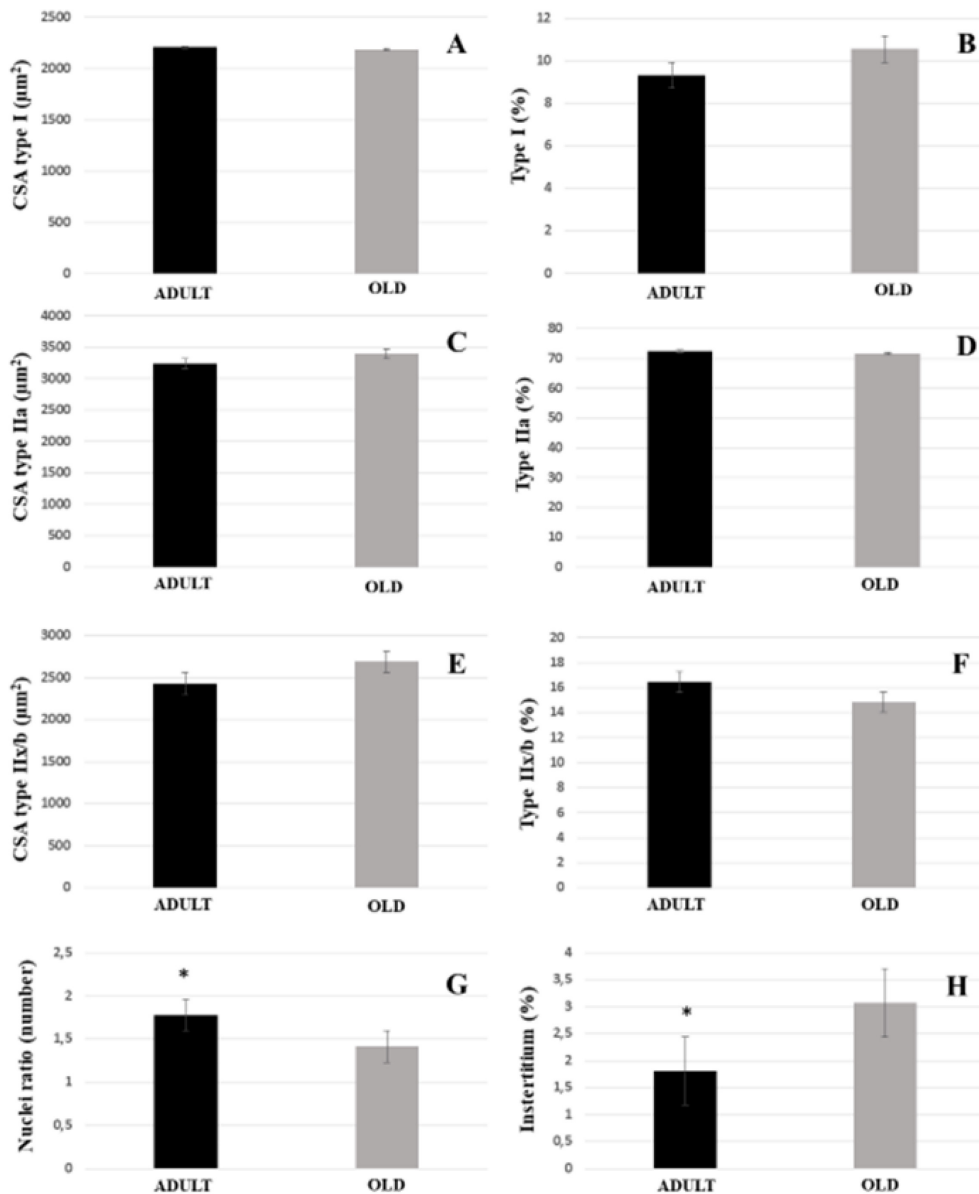 CSA type I (µm²)
2500
2000
1500
1000
500
0
A
ADULT
OLD
Type I (%)
12
10
8
6
4
2
0
B
ADULT
OLD
CSA type IIa (µm²)
4000
3500
3000
2500
2000
1500
1000
500
0
C
ADULT
OLD
Type IIa (%)
80
70
60
50
40
30
20
10
0
D
ADULT
OLD
CSA type IIx/b (µm²)
3000
2500
2000
1500
1000
500
0
E
ADULT
OLD
Type IIx/b (%)
20
18
16
14
12
10
8
6
4
2
0
F
ADULT
OLD
Nuclei ratio (number)
2,5
2
1,5
1
0,5
0
*
G
ADULT
OLD
Instertitium (%)
4
3,5
3
2,5
2
1,5
1
0,5
0
*
H
ADULT
OLD